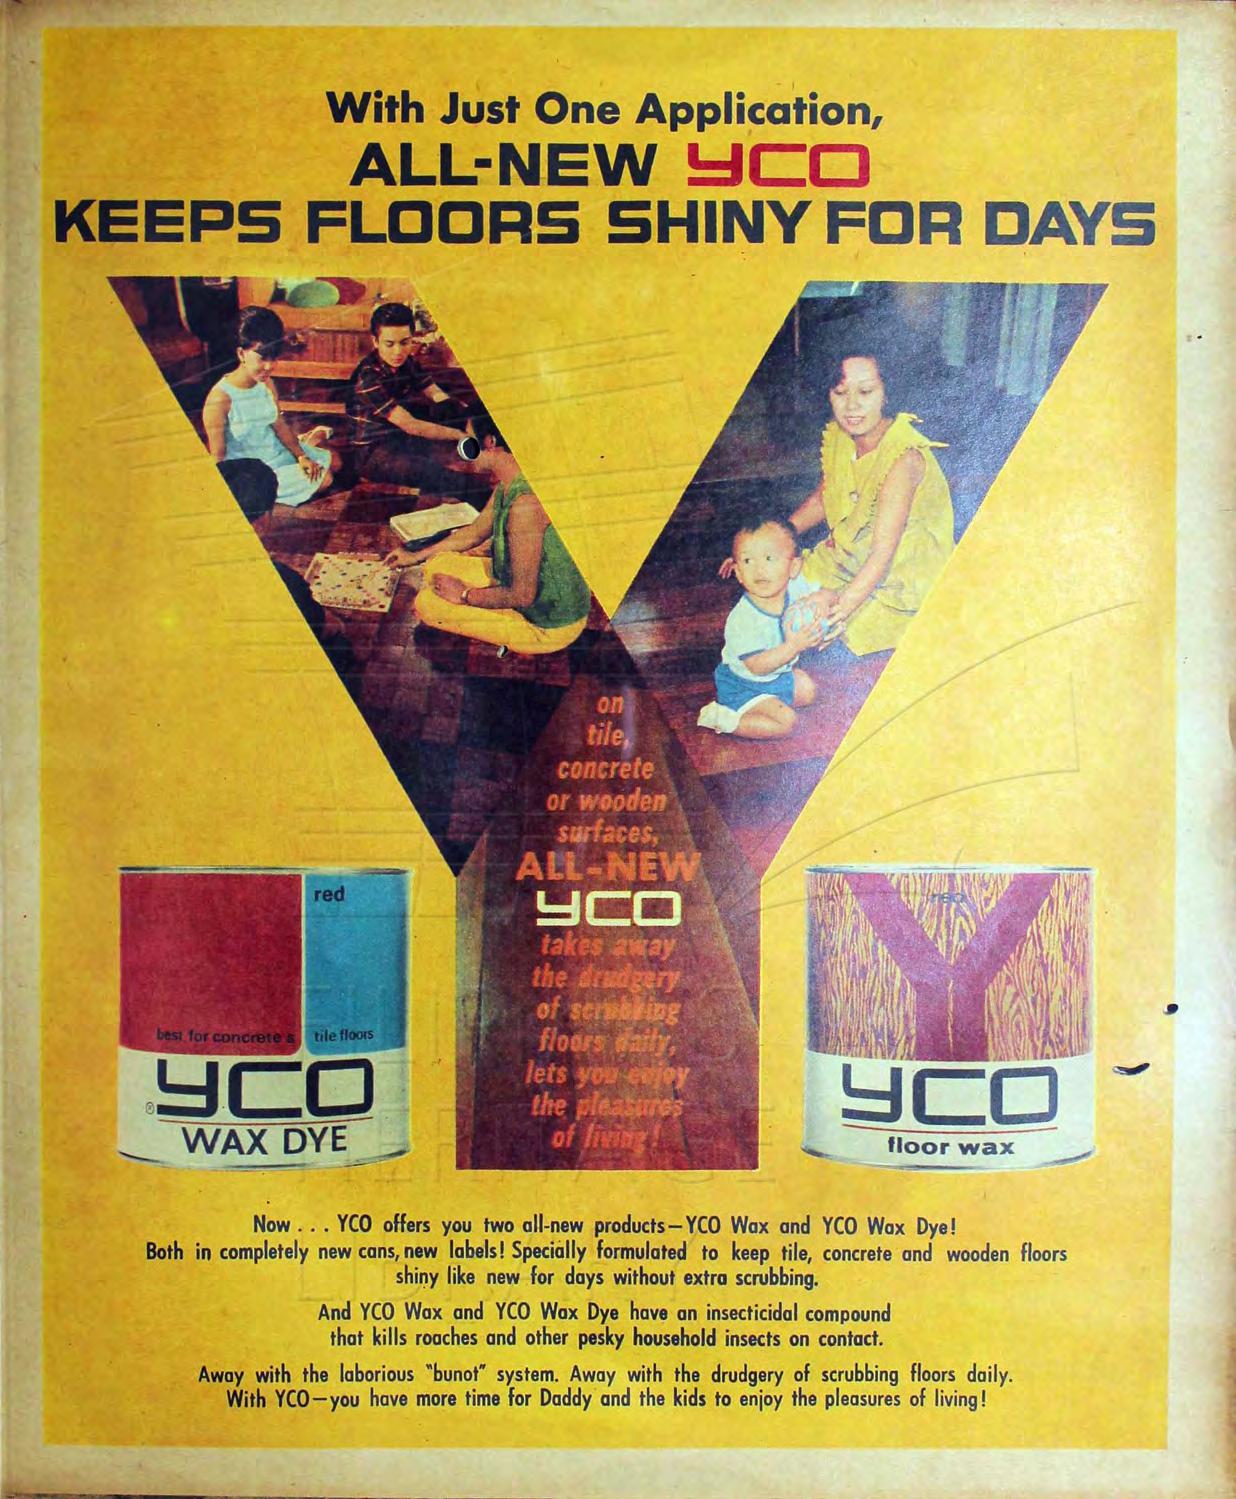 With Just One Application,
ALL-NEW YCO
KEEPS FLOORS SHINY FOR DAYS
on
tile,
concrete
or wooden
surfaces,
ALL-NEW
YCO
takes away
the drudgery
of scrubbing
floors daily,
lets you enjoy
the pleasures
of living!
red
best for concrete & tile floors
YCO
®
WAX DYE
red
YCO
floor wax
Now . . . YCO offers you two all-new products—YCO Wax and YCO Wax Dye!
Both in completely new cans, new labels! Specially formulated to keep tile, concrete and wooden floors
shiny like new for days without extra scrubbing.
And YCO Wax and YCO Wax Dye have an insecticidal compound
that kills roaches and other pesky household insects on contact.
Away with the laborious "bunot" system. Away with the drudgery of scrubbing floors daily.
With YCO—you have more time for Daddy and the kids to enjoy the pleasures of living!